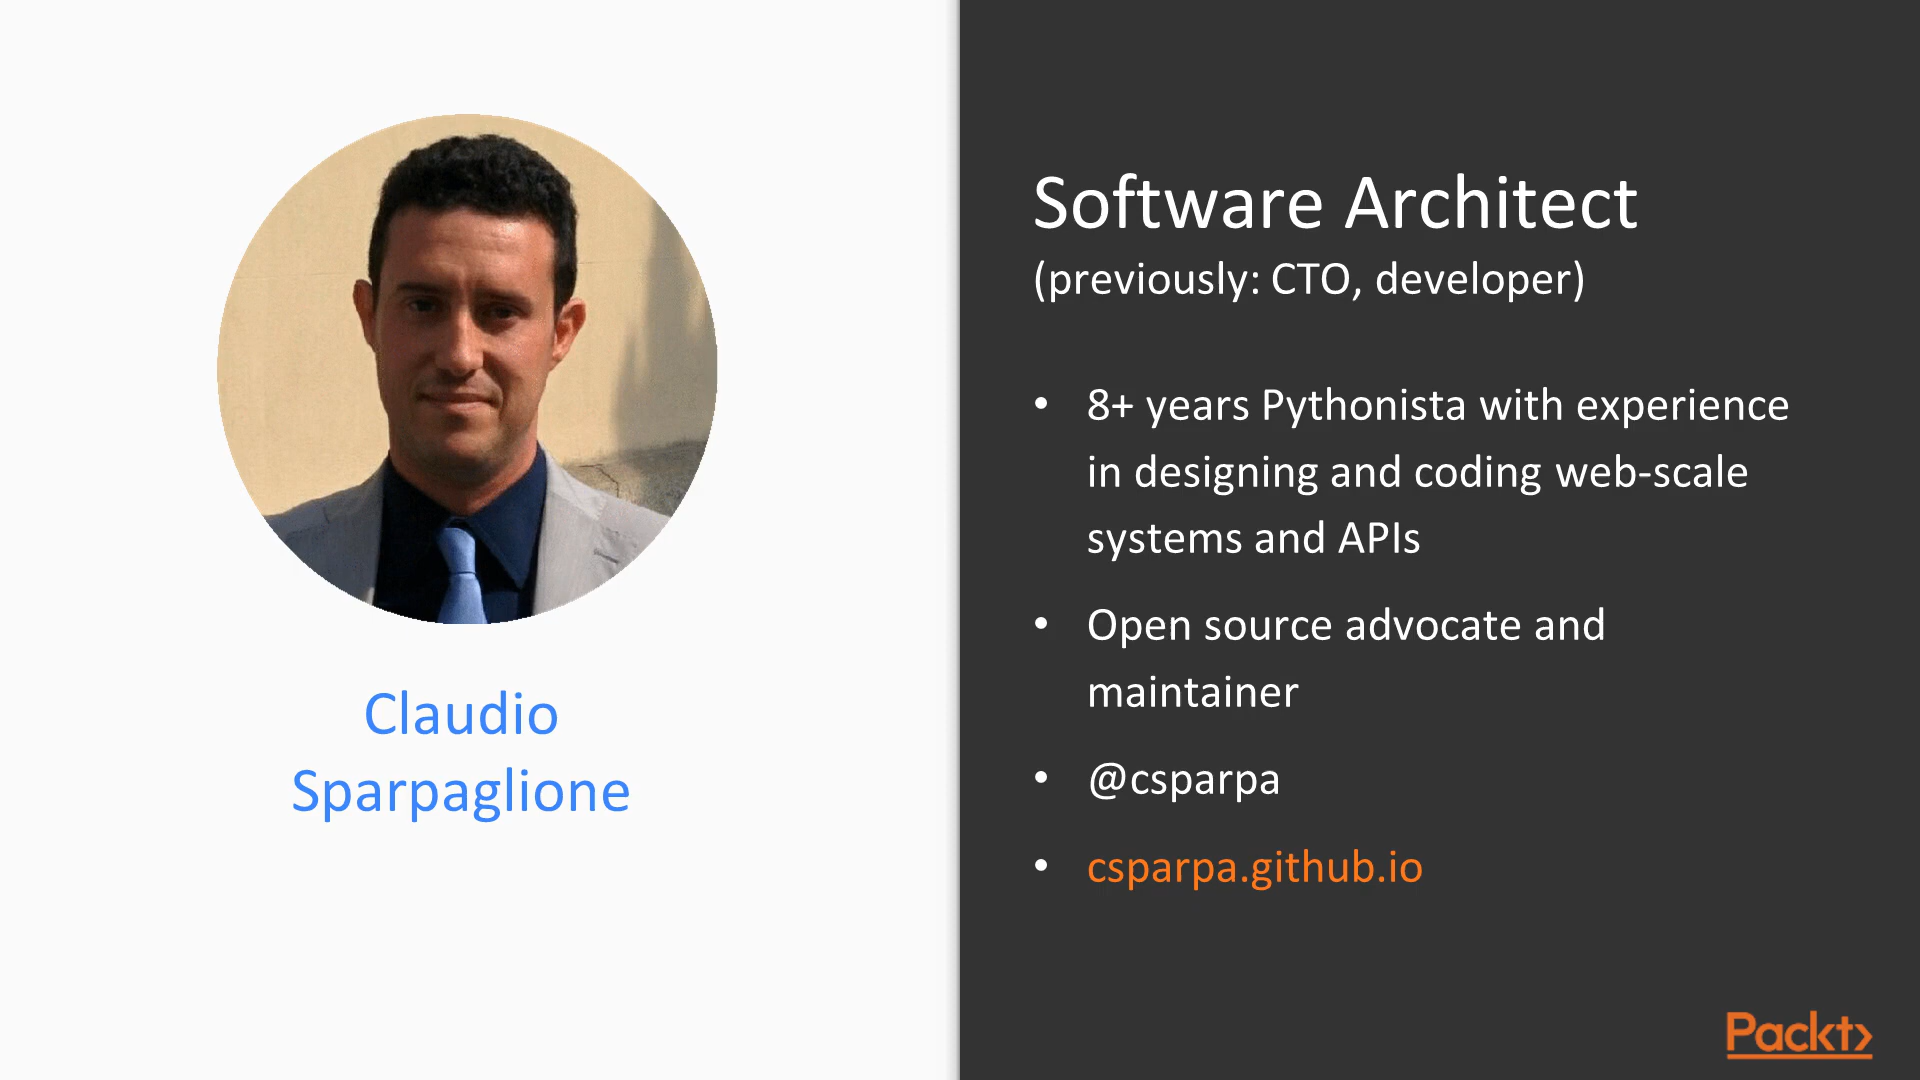 Claudio
Sparpaglione
Software Architect
(previously: CTO, developer)
• 8+ years Pythonista with experience
in designing and coding web-scale
systems and APIs
• Open source advocate and
maintainer
• @csparpa
• csparpa.github.io
Packt>